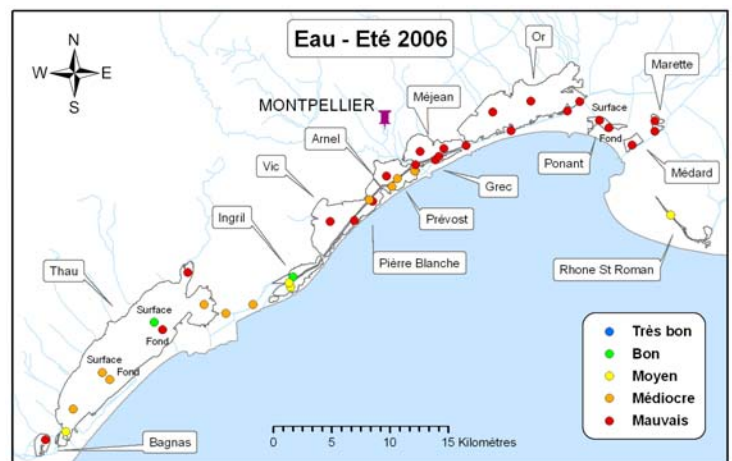 Eau - Eté 2006
N
W E
S
Or
Marette
MONTPELLIER
Méjean
Surface
Fond
Arnel
Ponant
Médard
Vic
Grec
Prévost
Ingril
Pièrre Blanche
Thau
Rhone St Roman
Surface
Fond
Surface
Fond
Très bon
Bon
Moyen
Médiocre
Mauvais
Bagnas
0 5 10 15 Kilomètres